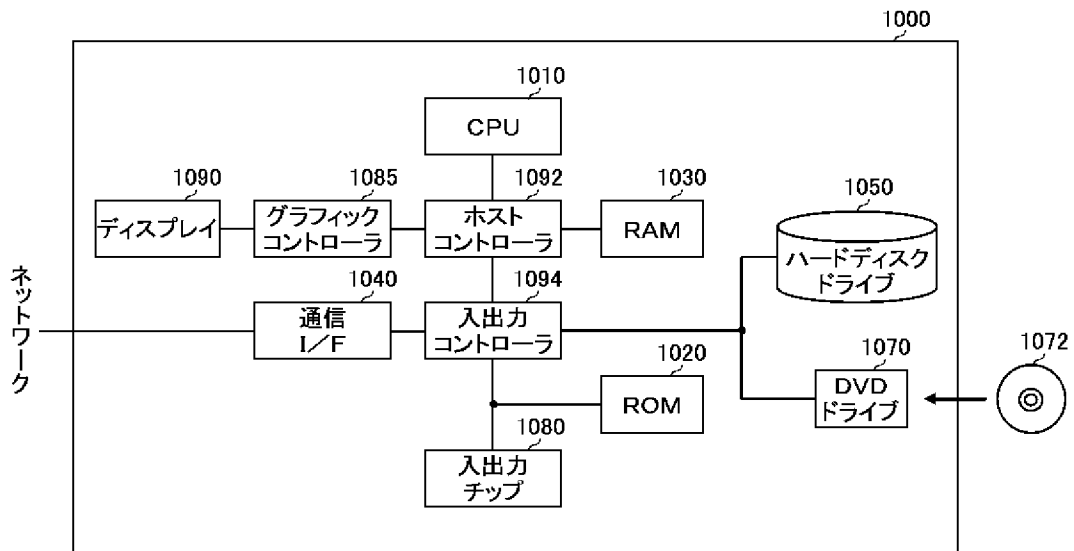 1000
1010
CPU
1090
ディスプレイ
1085
グラフィック
コントローラ
1092
ホスト
コントローラ
1030
RAM
1050
ハードディスク
ドライブ
ネットワーク
1040
通信
I／F
1094
入出力
コントローラ
1020
ROM
1070
DVD
ドライブ
1072
1080
入出力
チップ